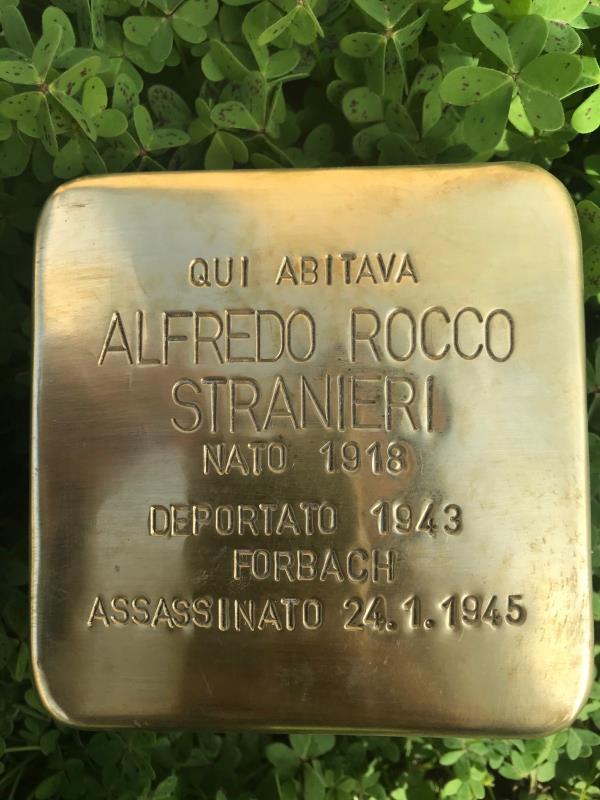 QUI ABITAVA
ALFREDO ROCCO
STRANIERI
NATO 1918
DEPORTATO 1943
FORBACH
ASSASSINATO 24.1.1945